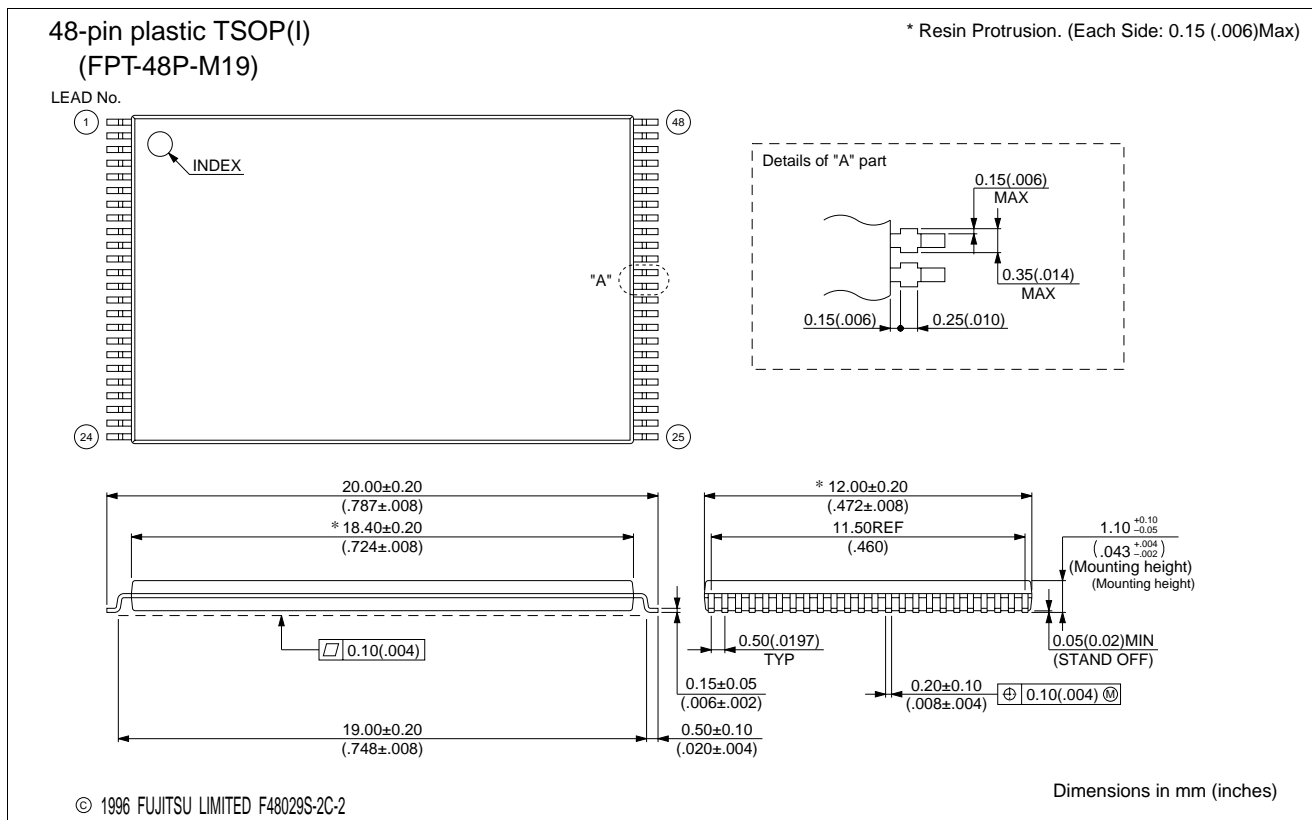 48-pin plastic TSOP(I)
(FPT-48P-M19)
* Resin Protrusion. (Each Side: 0.15 (.006)Max)
LEAD No.
1
48
INDEX
"A"
24
25
Details of "A" part
0.15(.006)
MAX
0.35(.014)
MAX
0.15(.006)
0.25(.010)
20.00±0.20
(.787±.008)
* 18.40±0.20
(.724±.008)
0.10(.004)
0.15±0.05
(.006±.002)
19.00±0.20
(.748±.008)
0.50±0.10
(.020±.004)
* 12.00±0.20
(.472±.008)
11.50REF
(.460)
1.10 +0.10 –0.05
(.043 +.004 –.002)
(Mounting height)
(Mounting height)
0.50(.0197)
TYP
0.05(0.02)MIN
(STAND OFF)
0.20±0.10
(.008±.004)
0.10(.004) Ⓜ
© 1996 FUJITSU LIMITED F48029S-2C-2
Dimensions in mm (inches)